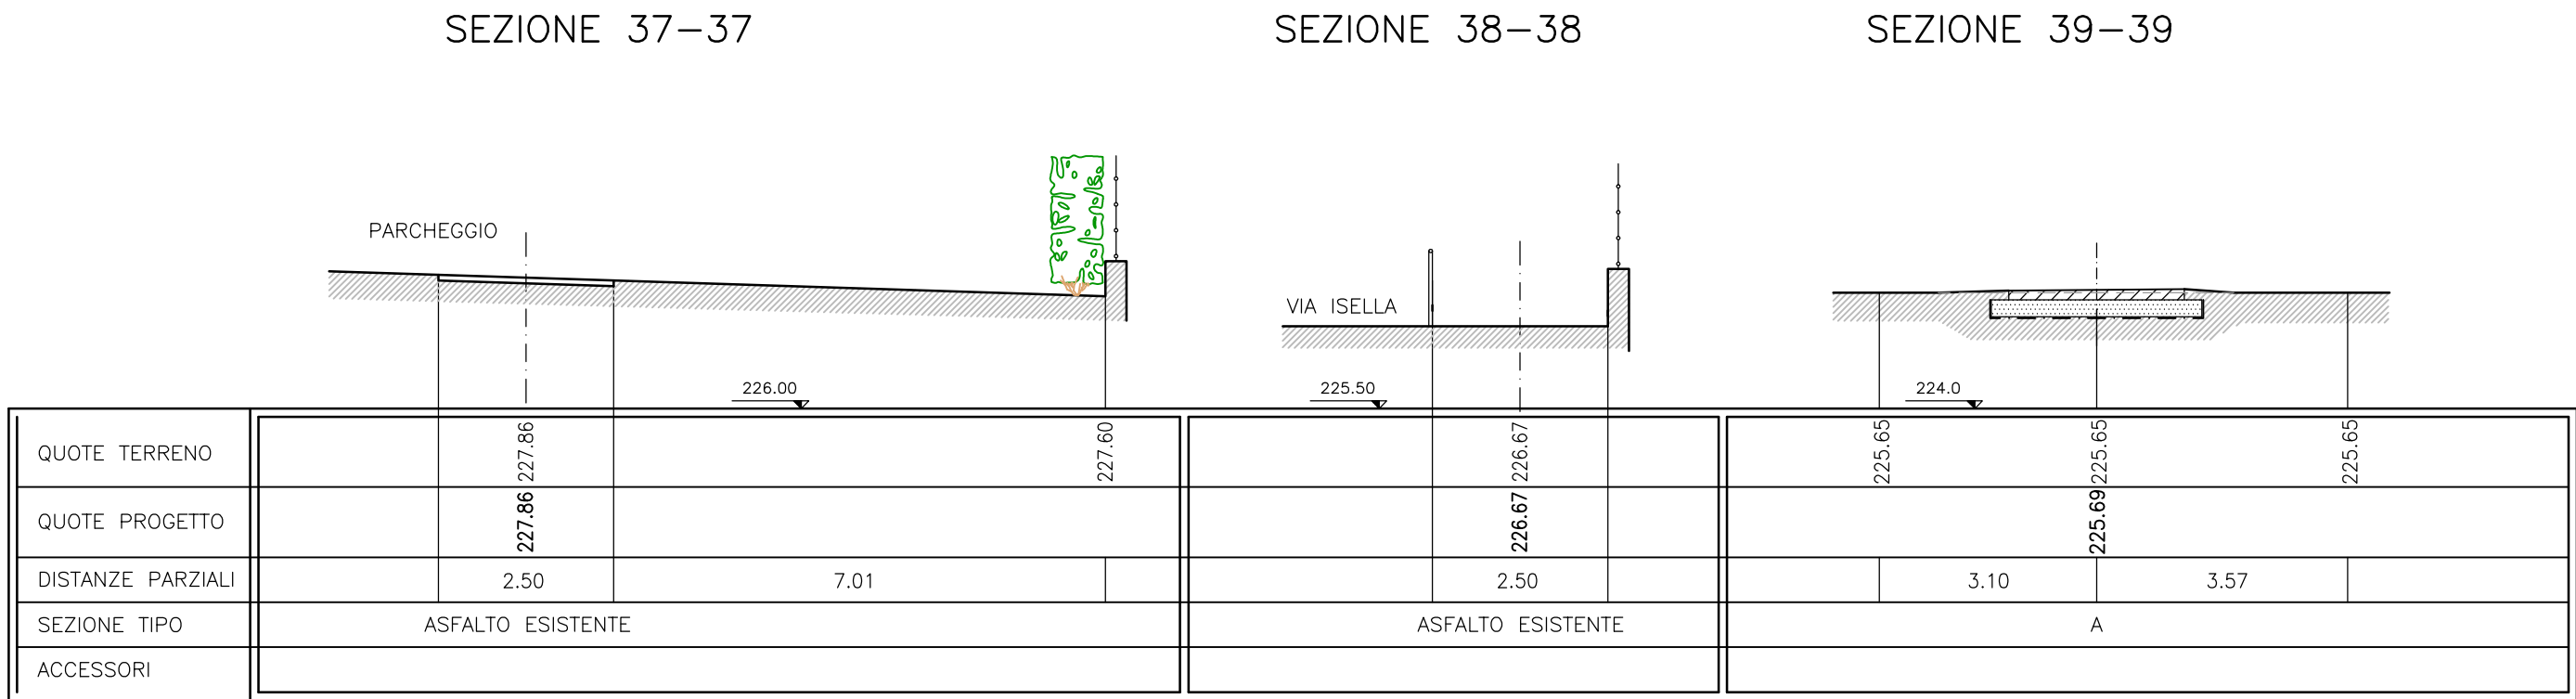 SEZIONE 37-37 SEZIONE 38-38 SEZIONE 39-39
PARCHEGGIO
VIA ISELLA
226.00 225.50 224.0
QUOTE TERRENO 227.86 227.60 226.67 225.65 225.65 225.65
QUOTE PROGETTO 227.86 226.67 225.69
DISTANZE PARZIALI 2.50 7.01 2.50 3.10 3.57
SEZIONE TIPO ASFALTO ESISTENTE ASFALTO ESISTENTE A
ACCESSORI